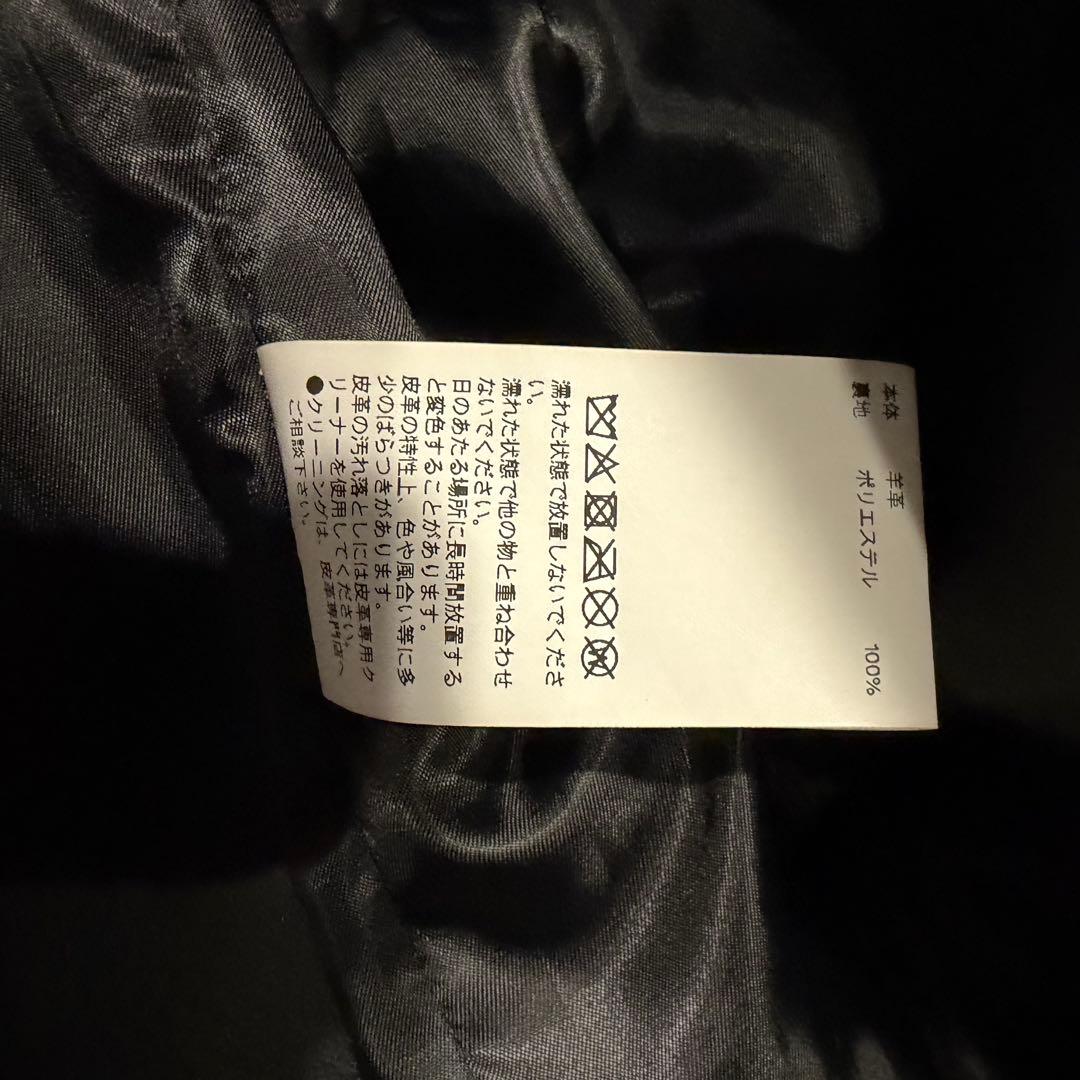 本体 羊革
裏地 ポリエステル 100%
濡れた状態で放置しないでくださ
い。
濡れた状態で他の物と重ね合わせ
ないでください。
日のあたる場所に長時間放置する
と変色することがあります。
皮革の特性上、色や風合い等に多
少のばらつきがあります。
皮革の汚れ落としには皮革専用ク
リーナーを使用してください。
●クリーニングは、皮革専門店へ
ご相談下さい。